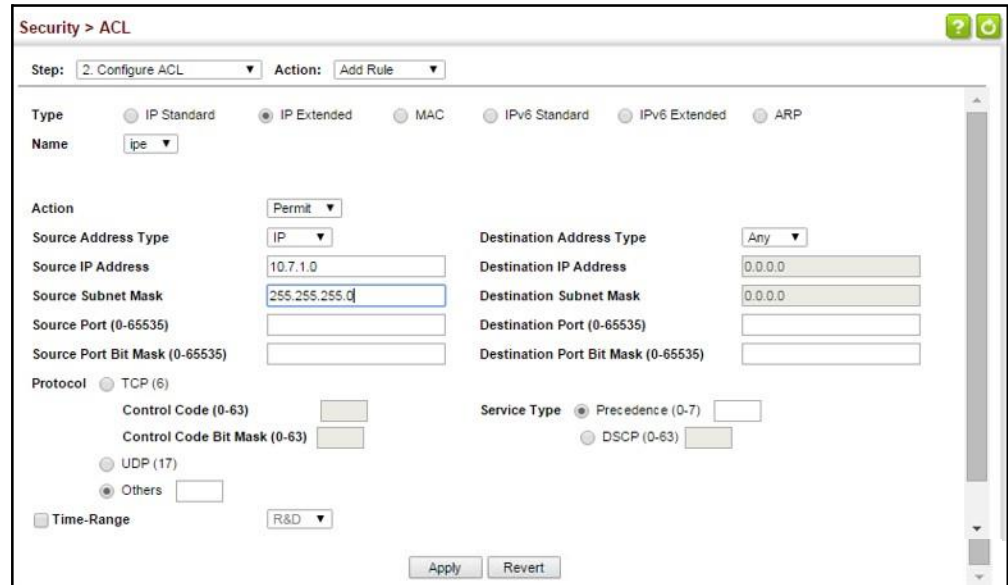 Security > ACL
Step: 2. Configure ACL Action: Add Rule
Type IP Standard IP Extended MAC IPv6 Standard IPv6 Extended ARP
Name ipe
Action Permit
Source Address Type IP Destination Address Type Any
Source IP Address 10.7.1.0 Destination IP Address 0.0.0.0
Source Subnet Mask 255.255.255.0 Destination Subnet Mask 0.0.0.0
Source Port (0-65535) Destination Port (0-65535)
Source Port Bit Mask (0-65535) Destination Port Bit Mask (0-65535)
Protocol TCP (6)
Control Code (0-63) Service Type Precedence (0-7)
Control Code Bit Mask (0-63) DSCP (0-63)
UDP (17)
Others
Time-Range R&D
Apply Revert